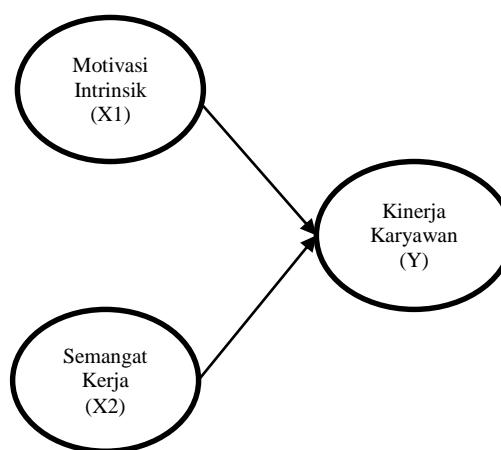 Motivasi
Intrinsik
(X1)
Kinerja
Karyawan
(Y)
Semangat
Kerja
(X2)